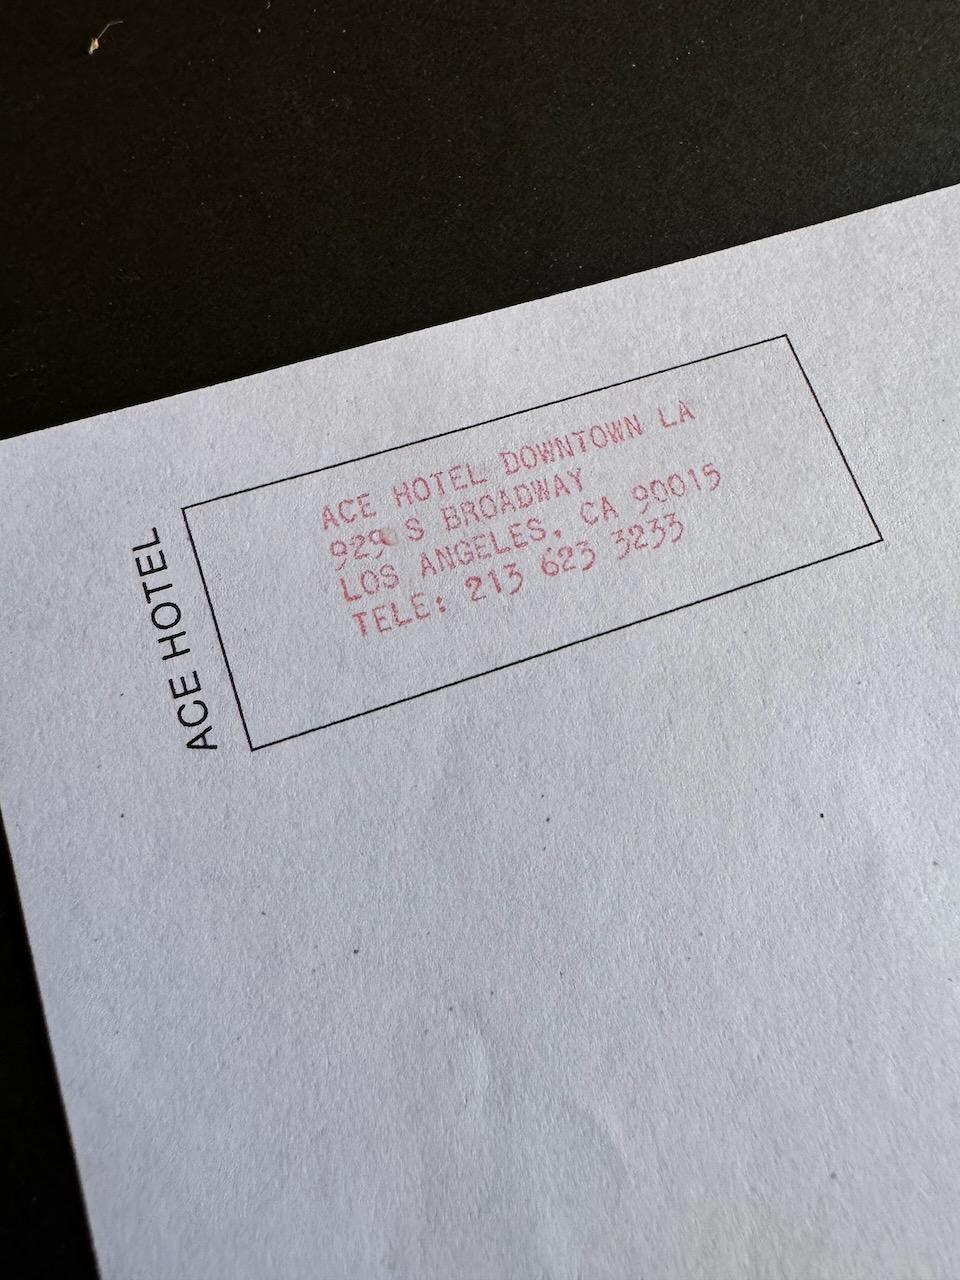 ACE HOTEL
ACE HOTEL DOWNTOWN LA
929 S BROADWAY
LOS ANGELES, CA 90015
TELE: 213 623 3233